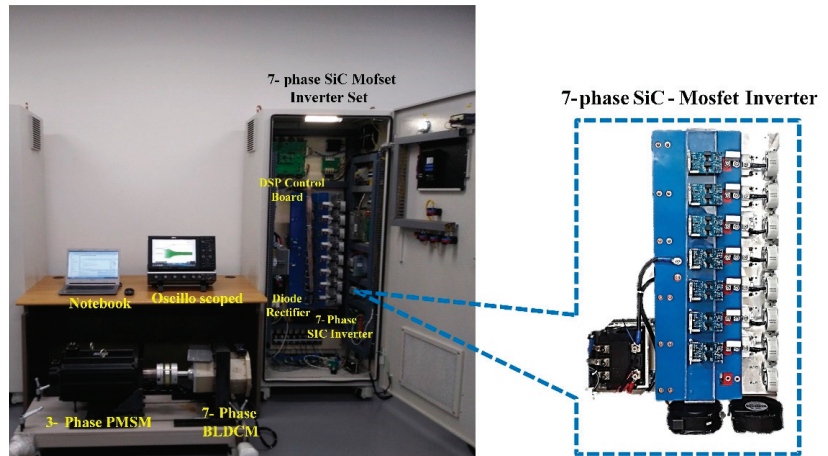 7- phase SiC Mofset
Inverter Set
7-phase SiC - Mosfet Inverter
DSP Control
Board
Notebook
Oseillo scoped
Diode
Rectifier
7- Phase
SIC Inverter
3- Phase PMSM
7- Phase
BLDCM